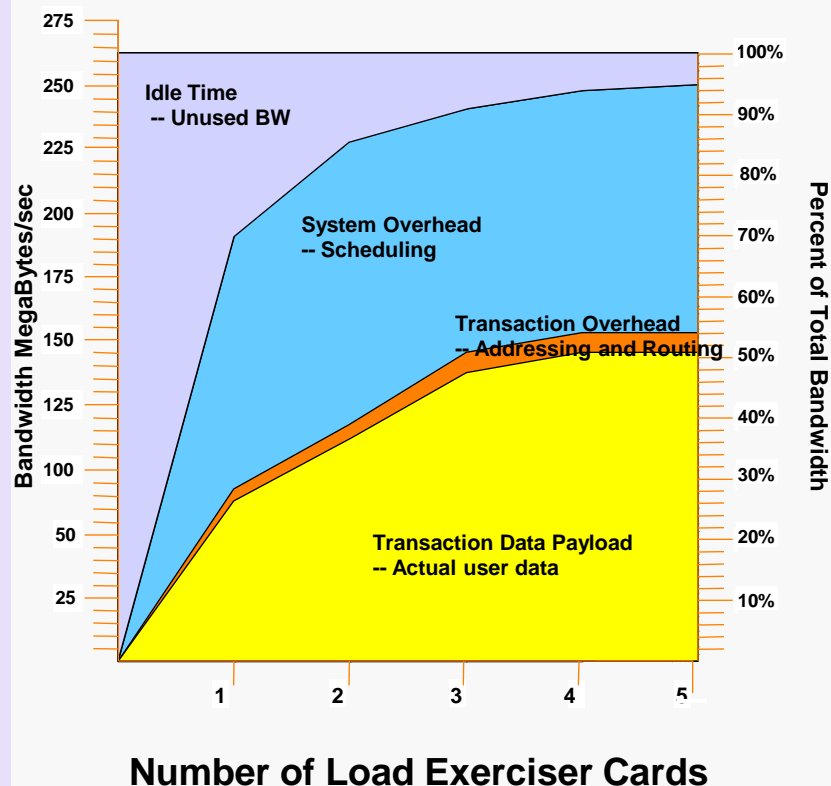 275
250
225
200
175
150
125
100
50
25
Bandwidth MegaBytes/sec
Idle Time
-- Unused BW
System Overhead
-- Scheduling
Transaction Overhead
-- Addressing and Routing
Transaction Data Payload
-- Actual user data
100%
90%
80%
70%
60%
50%
40%
30%
20%
10%
Percent of Total Bandwidth
1
2
3
4
5
Number of Load Exerciser Cards